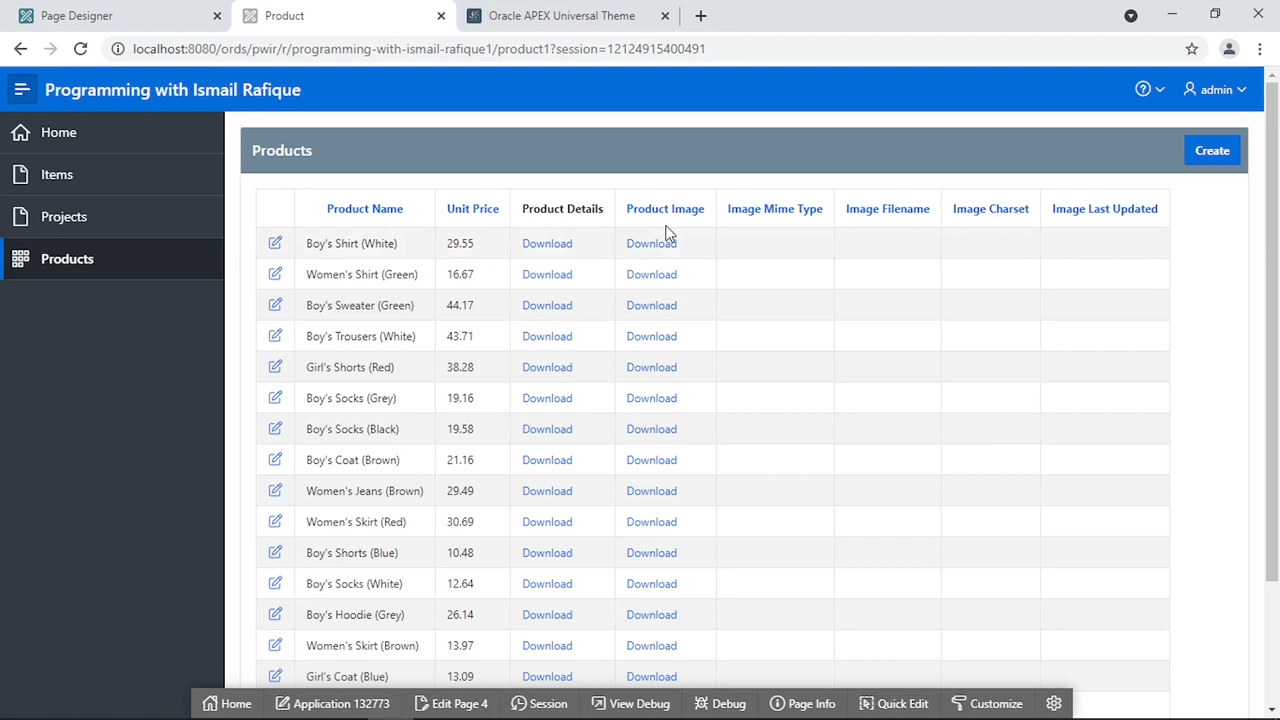 Page Designer
Product
Oracle APEX Universal Theme
localhost:8080/ords/pwir/r/programming-with-ismail-rafique1/product1?session=12124915400491
Programming with Ismail Rafique
admin
Home
Items
Projects
Products
Products
Create
Product Name Unit Price Product Details Product Image Image Mime Type Image Filename Image Charset Image Last Updated
Boy's Shirt (White) 29.55 Download Download
Women's Shirt (Green) 16.67 Download Download
Boy's Sweater (Green) 44.17 Download Download
Boy's Trousers (White) 43.71 Download Download
Girl's Shorts (Red) 38.28 Download Download
Boy's Socks (Grey) 19.16 Download Download
Boy's Socks (Black) 19.58 Download Download
Boy's Coat (Brown) 21.16 Download Download
Women's Jeans (Brown) 29.49 Download Download
Women's Skirt (Red) 30.69 Download Download
Boy's Shorts (Blue) 10.48 Download Download
Boy's Socks (White) 12.64 Download Download
Boy's Hoodie (Grey) 26.14 Download Download
Women's Skirt (Brown) 13.97 Download Download
Girl's Coat (Blue) 13.09 Download Download
Home Application 132773 Edit Page 4 Session View Debug Debug Page Info Quick Edit Customize